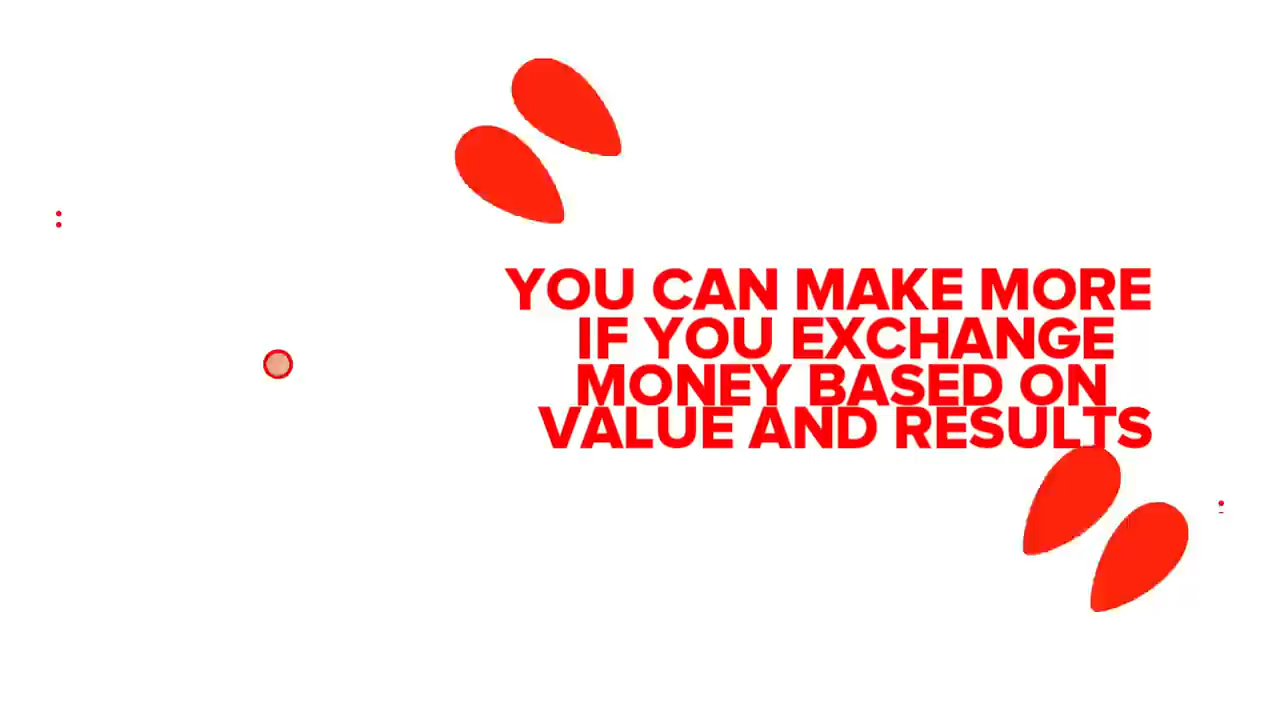 YOU CAN MAKE MORE
IF YOU EXCHANGE
MONEY BASED ON
VALUE AND RESULTS